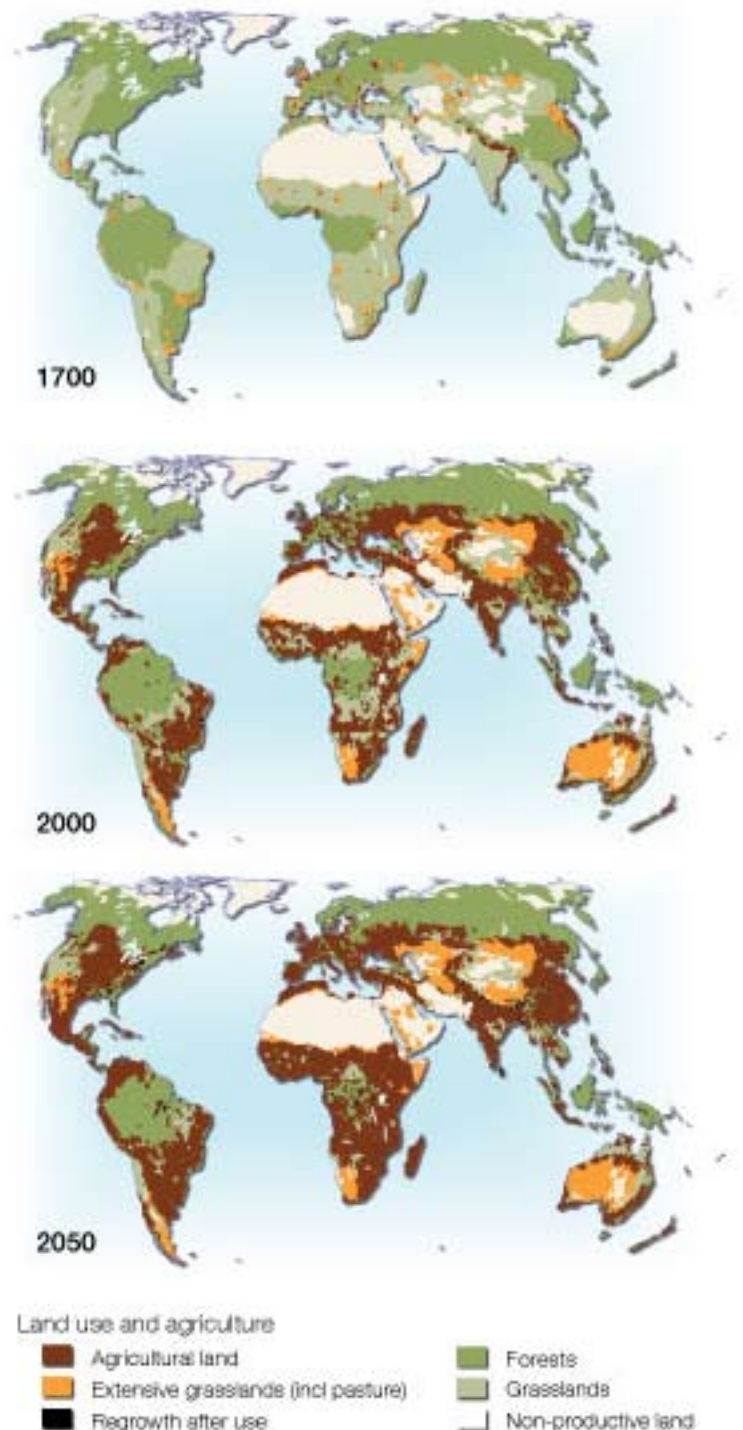 1700
2000
2050
Land use and agriculture
Agricultural land
Extensive grasslands (incl pasture)
Regrowth after use
Forests
Grasslands
Non-productive land